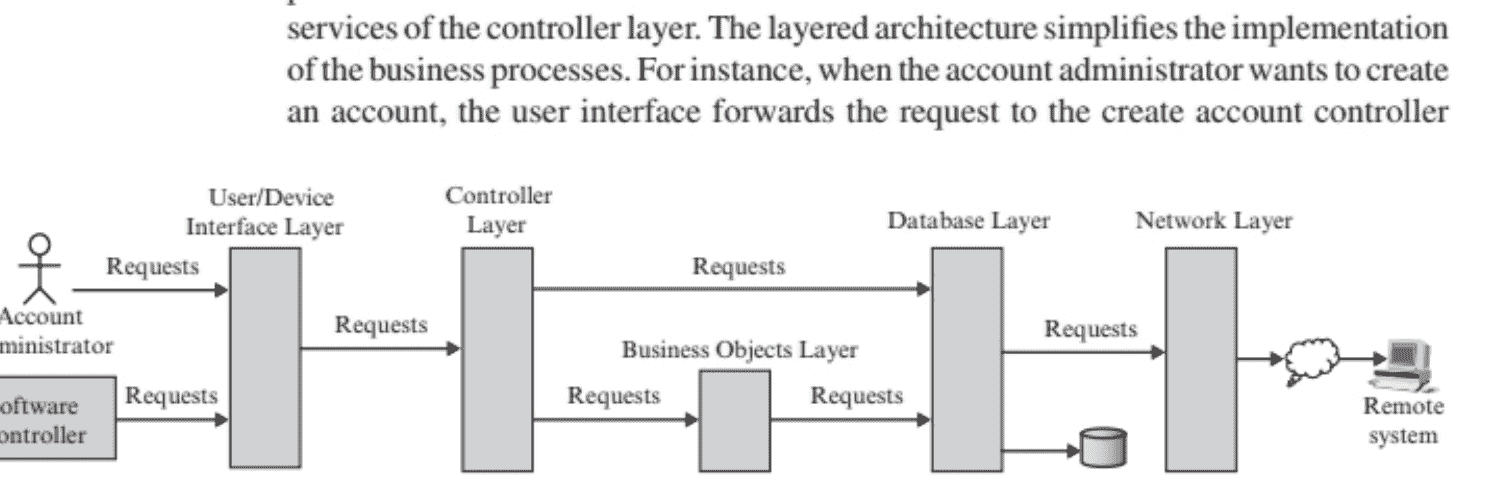 services of the controller layer. The layered architecture simplifies the implementation
of the business processes. For instance, when the account administrator wants to create
an account, the user interface forwards the request to the create account controller
User/Device
Interface Layer
Controller
Layer
Database Layer
Network Layer
Requests
Requests
Account
ministrator
Requests
Requests
Business Objects Layer
Requests
Requests
Requests
oftware
ontroller
Remote
system